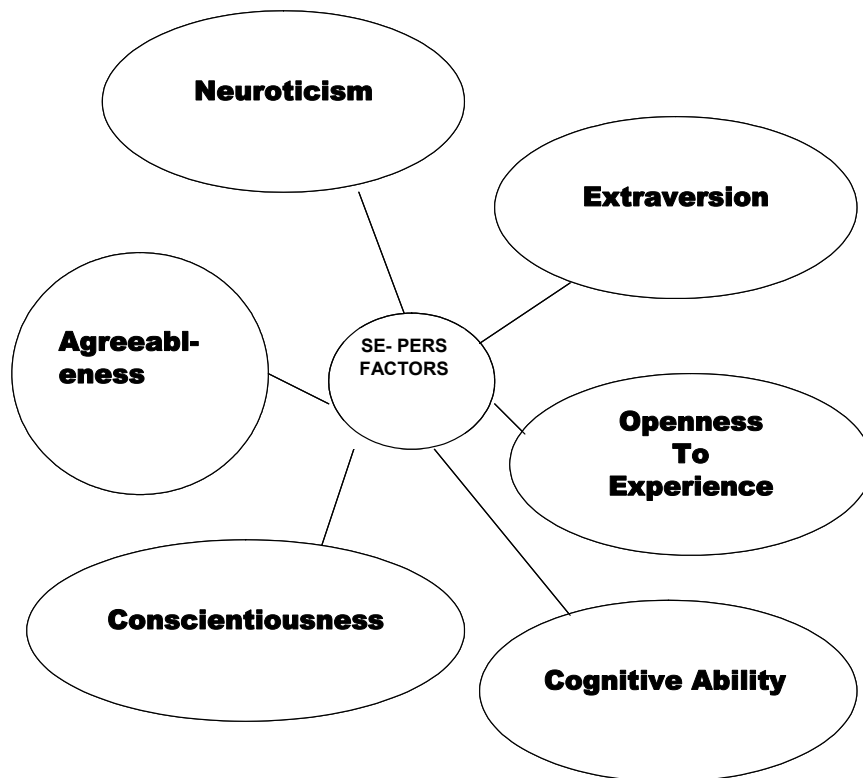 Neuroticism
Extraversion
SE- PERS
FACTORS
Agreeabl-
eness
Openness
To
Experience
Conscientiousness
Cognitive Ability